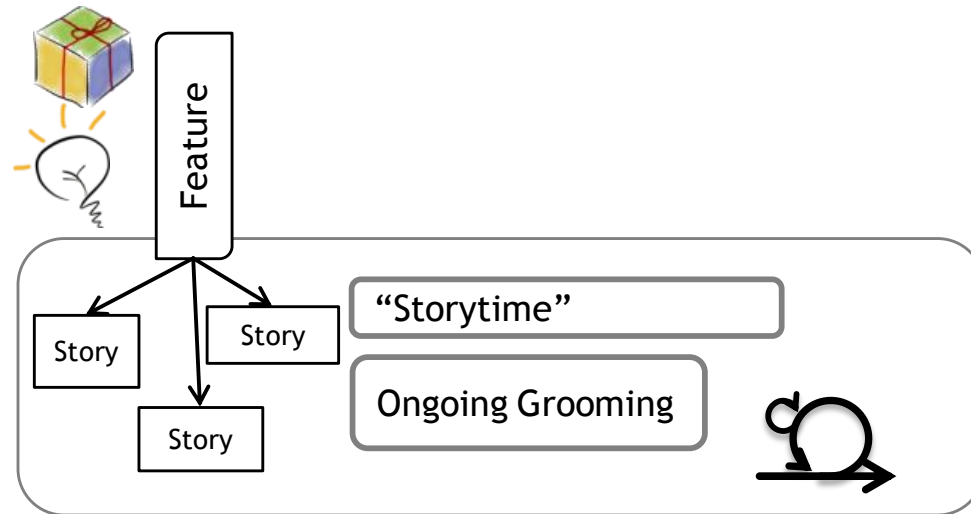 Feature
“Storytime”
Story
Story
Ongoing Grooming
Story